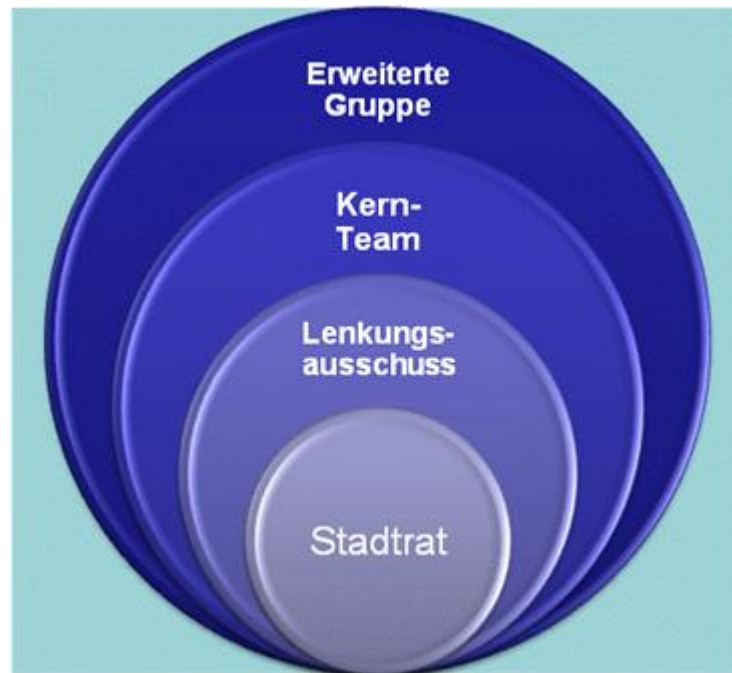 Erweiterte
Gruppe
Kern-
Team
Lenkungs-
ausschuss
Stadtrat